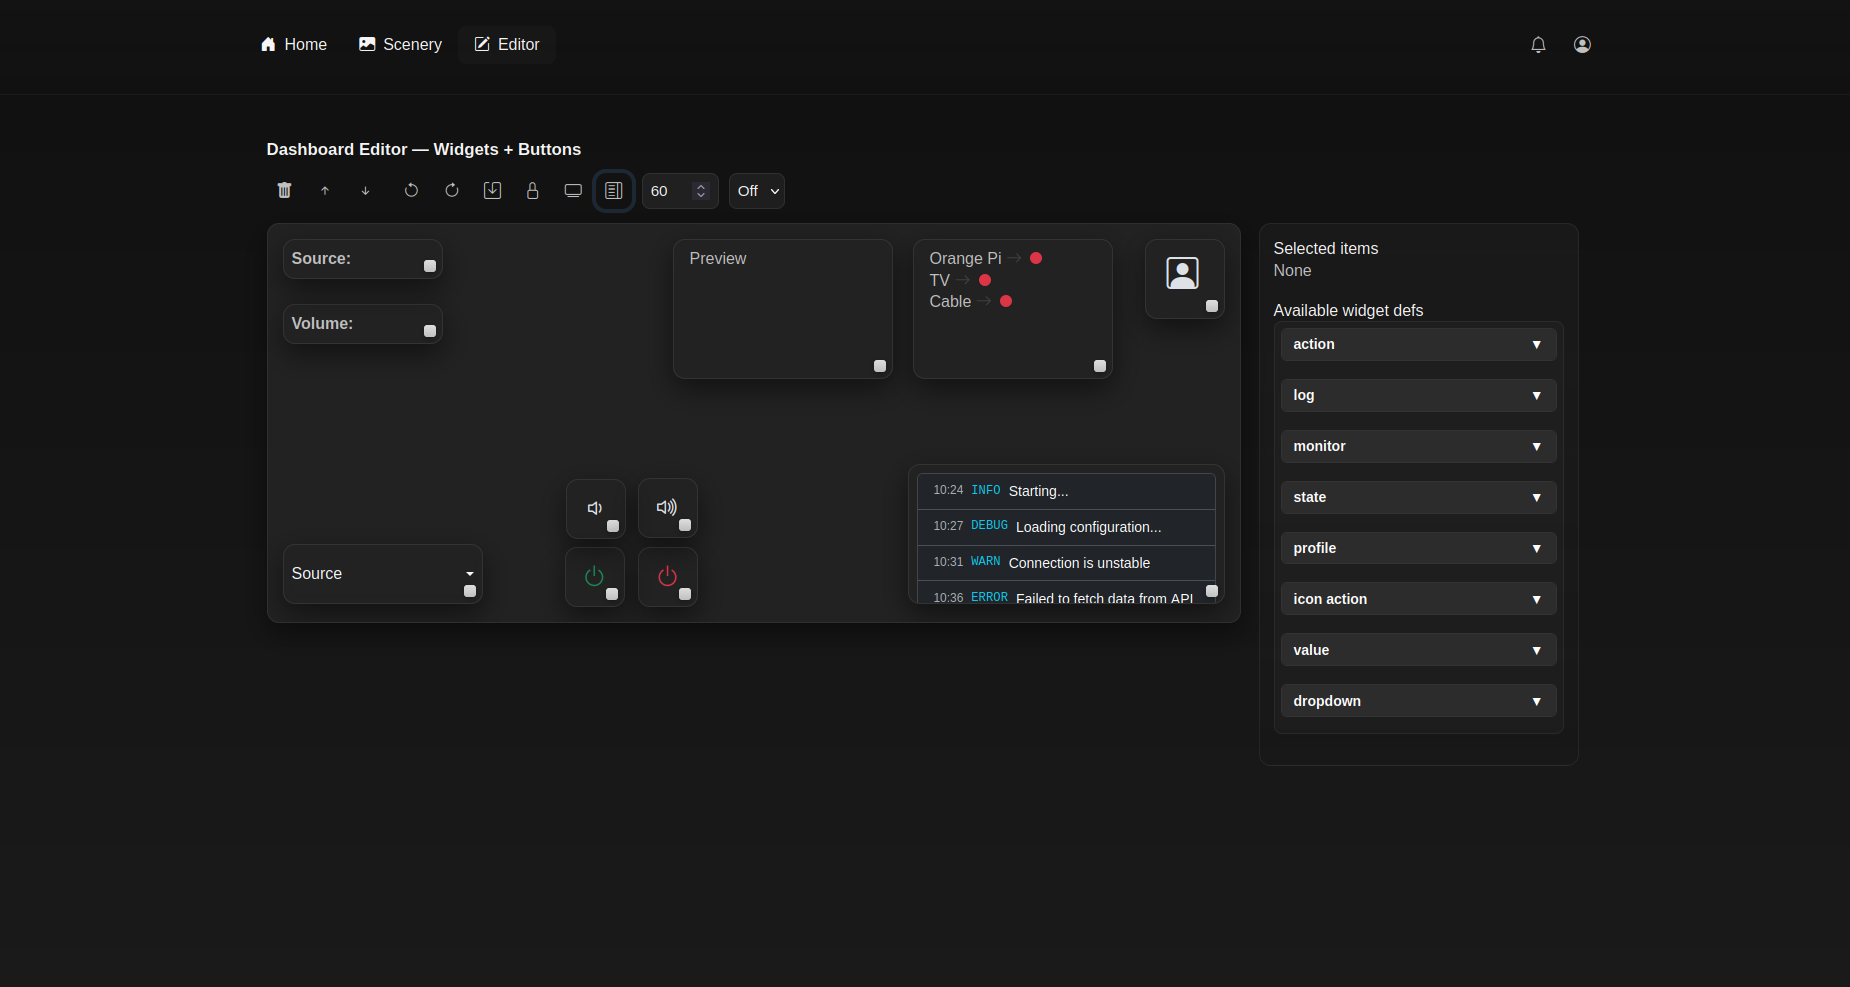 Home Scenery Editor
Dashboard Editor — Widgets + Buttons
60 Off
Source:
Volume:
Preview
Orange Pi →
TV →
Cable →
10:24 INFO Starting...
10:27 DEBUG Loading configuration...
10:31 WARN Connection is unstable
10:36 ERROR Failed to fetch data from API
Source
Selected items
None
Available widget defs
action ▼
log ▼
monitor ▼
state ▼
profile ▼
icon action ▼
value ▼
dropdown ▼